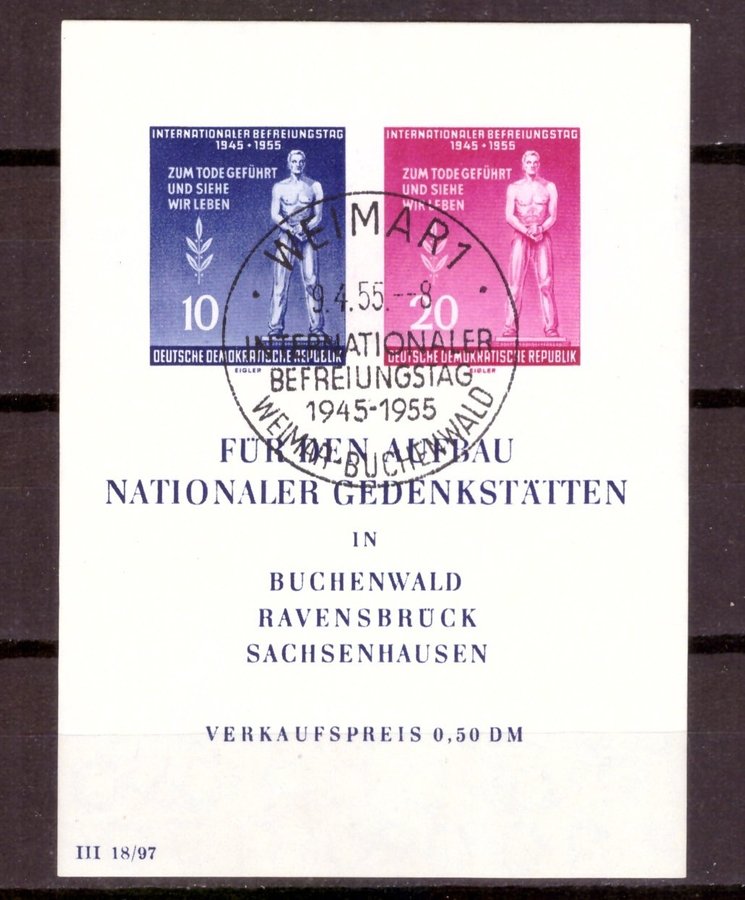 INTERNATIONALER BEFREIUNGSTAG
1945 • 1955
ZUM TODE GEFÜHRT
UND SIEHE
WIR LEBEN
10
DEUTSCHE DEMOKRATISCHE REPUBLIK
EIGLER
INTERNATIONALER BEFREIUNGSTAG
1945 • 1955
ZUM TODE GEFÜHRT
UND SIEHE
WIR LEBEN
20
DEUTSCHE DEMOKRATISCHE REPUBLIK
EIGLER
WEIMAR 1
9.4.55.--8
INTERNATIONALER
BEFREIUNGSTAG
1945-1955
WEIMAR-BUCHENWALD
FÜR DEN AUFBAU
NATIONALER GEDENKSTÄTTEN
IN
BUCHENWALD
RAVENSBRÜCK
SACHSENHAUSEN
VERKAUFSPREIS 0,50 DM
III 18/97